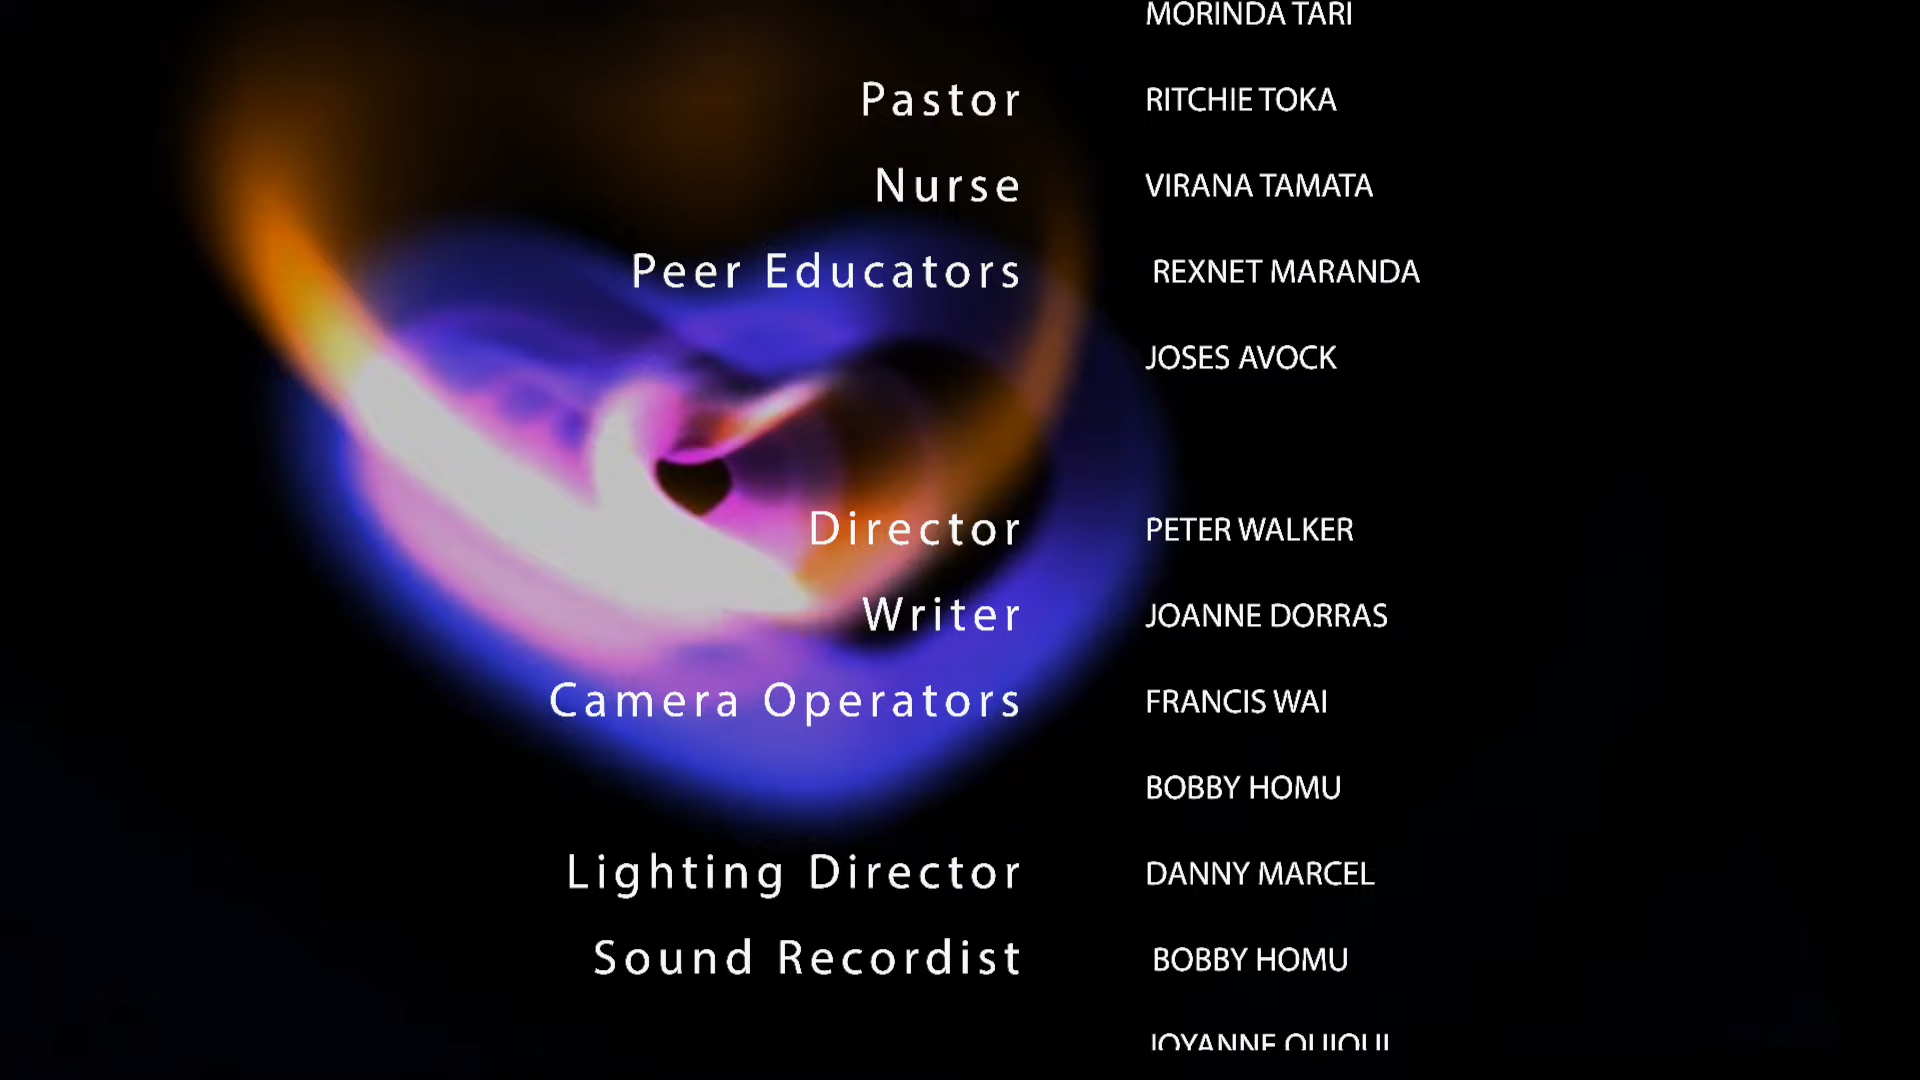 MORINDA TARI
Pastor RITCHIE TOKA
Nurse VIRANA TAMATA
Peer Educators REXNET MARANDA
JOSES AVOCK
Director PETER WALKER
Writer JOANNE DORRAS
Camera Operators FRANCIS WAI
BOBBY HOMU
Lighting Director DANNY MARCEL
Sound Recordist BOBBY HOMU
JOYANNE